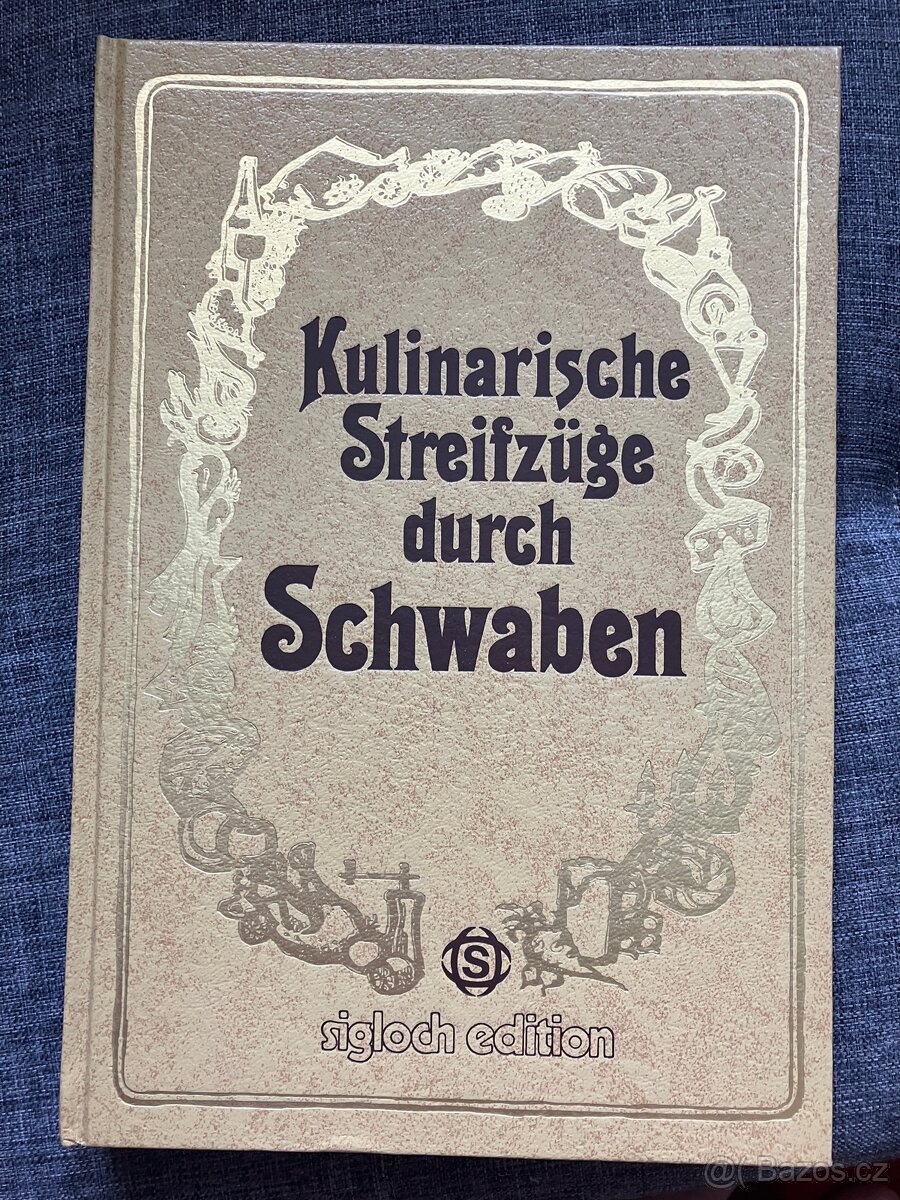 Kulinarische
Streifzüge
durch
Schwaben
S
sigloch edition
@( Bazos.cz